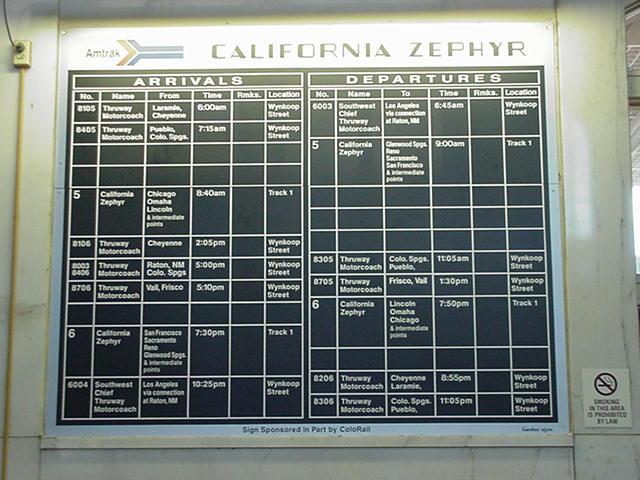 Amtrak CALIFORNIA ZEPHYR
ARRIVALS
No. Name From Time Rmks. Location
8105 Thruway Motorcoach Laramie, Cheyenne 6:00am Wynkoop Street
8405 Thruway Motorcoach Pueblo, Colo. Spgs. 7:15am Wynkoop Street
5 California Zephyr Chicago Omaha Lincoln & intermediate points 8:40am Track 1
8106 Thruway Motorcoach Cheyenne 2:05pm Wynkoop Street
8003 8406 Thruway Motorcoach Raton, NM Colo. Spgs 5:00pm Wynkoop Street
8706 Thruway Motorcoach Vail, Frisco 5:10pm Wynkoop Street
6 California Zephyr San Francisco Sacramento Reno Glenwood Spgs. & intermediate points 7:30pm Track 1
6004 Southwest Chief Thruway Motorcoach Los Angeles via connection at Raton, NM 10:25pm Wynkoop Street
DEPARTURES
No. Name To Time Rmks. Location
6003 Southwest Chief Thruway Motorcoach Los Angeles via connection at Raton, NM 6:45am Wynkoop Street
5 California Zephyr Glenwood Spgs. Reno Sacramento San Francisco & intermediate points 9:00am Track 1
8305 Thruway Motorcoach Colo. Spgs. Pueblo, 11:05am Wynkoop Street
8705 Thruway Motorcoach Frisco, Vail 1:30pm Wynkoop Street
6 California Zephyr Lincoln Omaha Chicago & intermediate points 7:50pm Track 1
8206 Thruway Motorcoach Cheyenne Laramie, 8:55pm Wynkoop Street
8306 Thruway Motorcoach Colo. Spgs. Pueblo, 11:05pm Wynkoop Street
Sign Sponsored in Part by ColoRail
SMOKING
IN THIS AREA
IS PROHIBITED
BY LAW